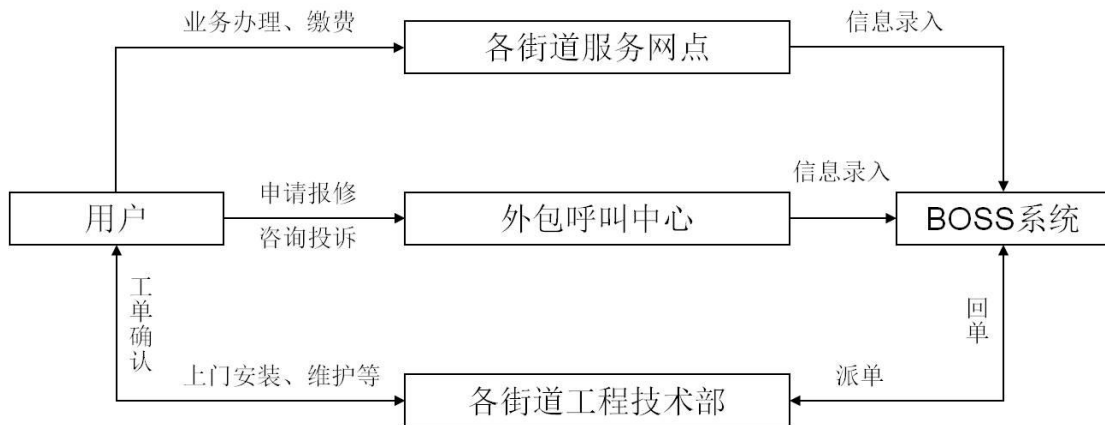 业务办理、缴费
各街道服务网点
信息录入
用户
申请报修
咨询投诉
外包呼叫中心
信息录入
BOSS系统
工单确认
上门安装、维护等
各街道工程技术部
派单
回单